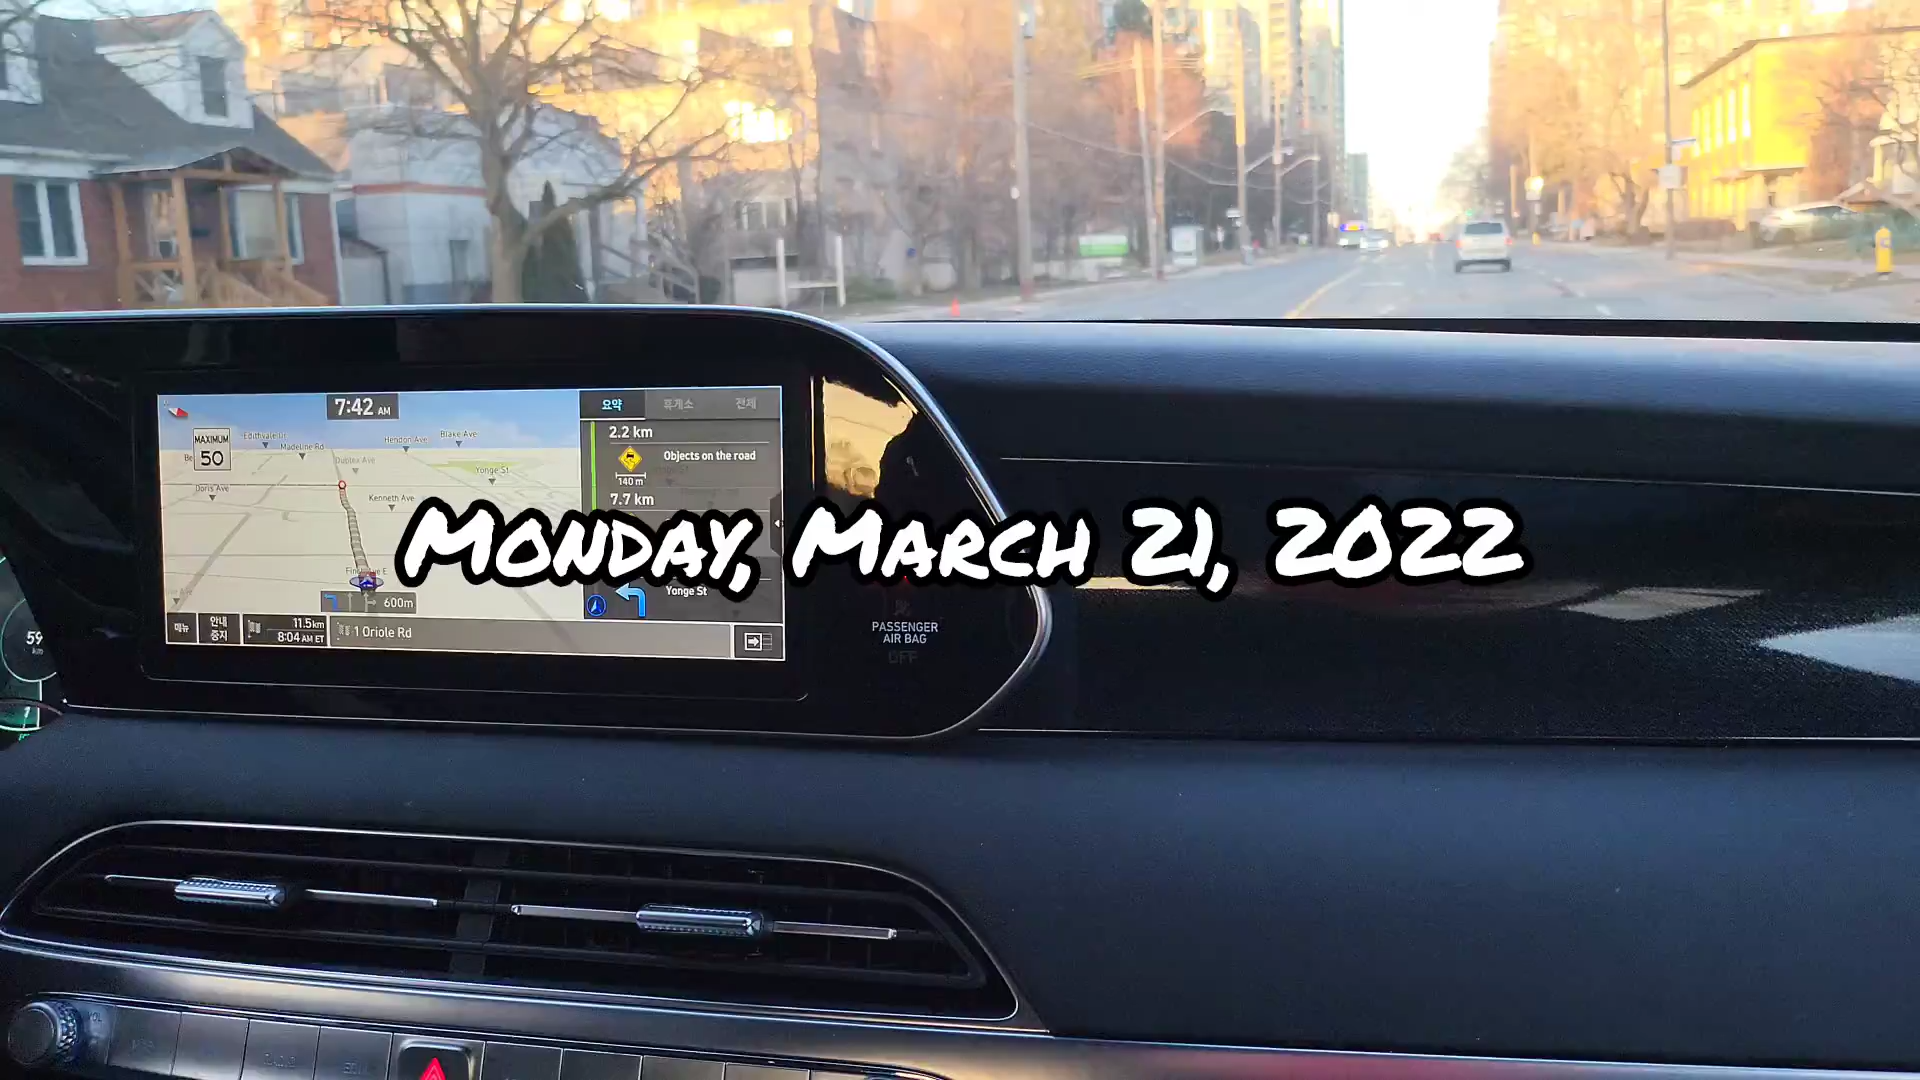 7:42 AM
요약 휴게소 전체
2.2 km
MAXIMUM
50
Edithvale Dr
Madeline Rd
Hendon Ave
Blake Ave
Objects on the road
140 m
Duplex Ave
Yonge St
Doris Ave
Kenneth Ave
7.7 km
Monday, March 21, 2022
Yonge St
600m
메뉴
안내
중지
11.5km
8:04 AM ET
1 Oriole Rd
59
km
1
PASSENGER
AIR BAG
OFF